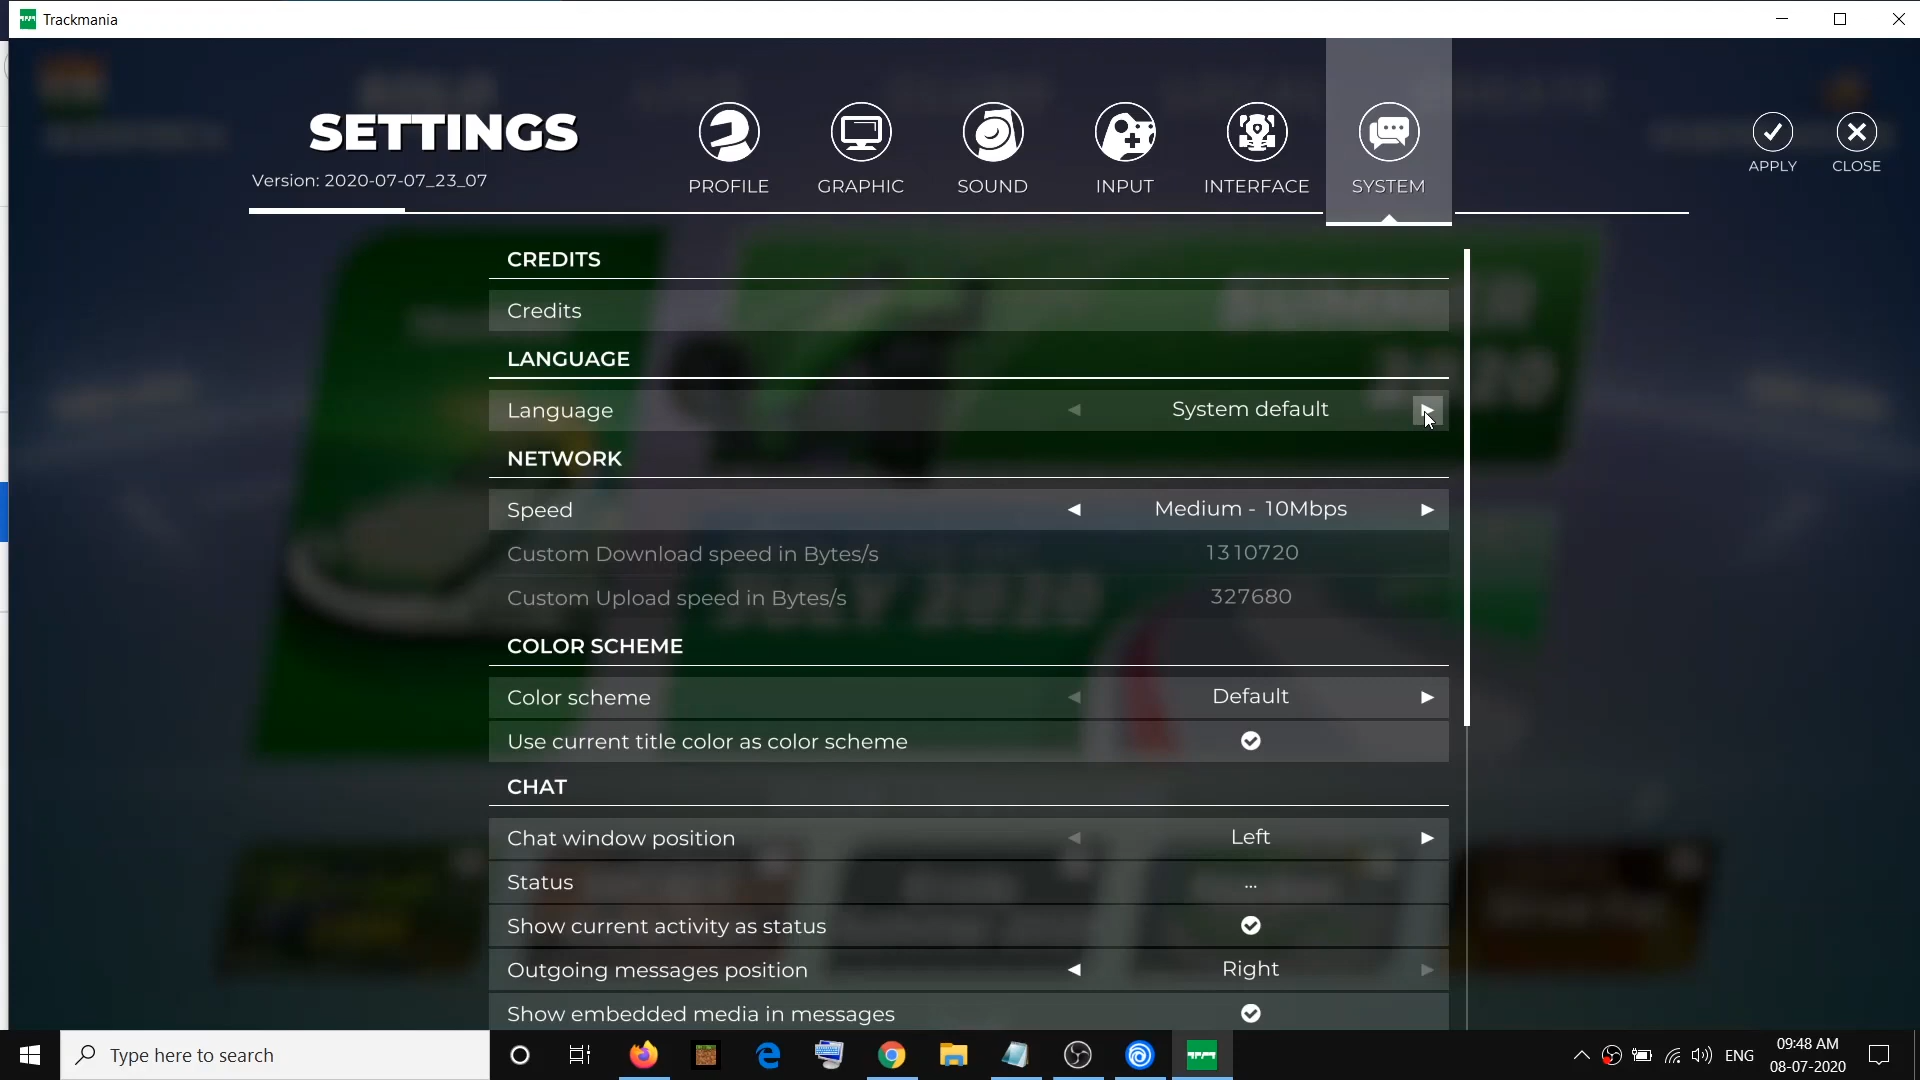 Trackmania
SETTINGS
Version: 2020-07-07_23_07
PROFILE
GRAPHIC
SOUND
INPUT
INTERFACE
SYSTEM
APPLY
CLOSE
CREDITS
Credits
LANGUAGE
Language System default
NETWORK
Speed Medium - 10Mbps
Custom Download speed in Bytes/s 1310720
Custom Upload speed in Bytes/s 327680
COLOR SCHEME
Color scheme Default
Use current title color as color scheme
CHAT
Chat window position Left
Status ...
Show current activity as status
Outgoing messages position Right
Show embedded media in messages
SUMMER
2020
JULY 2020
Type here to search
ENG
09:48 AM
08-07-2020